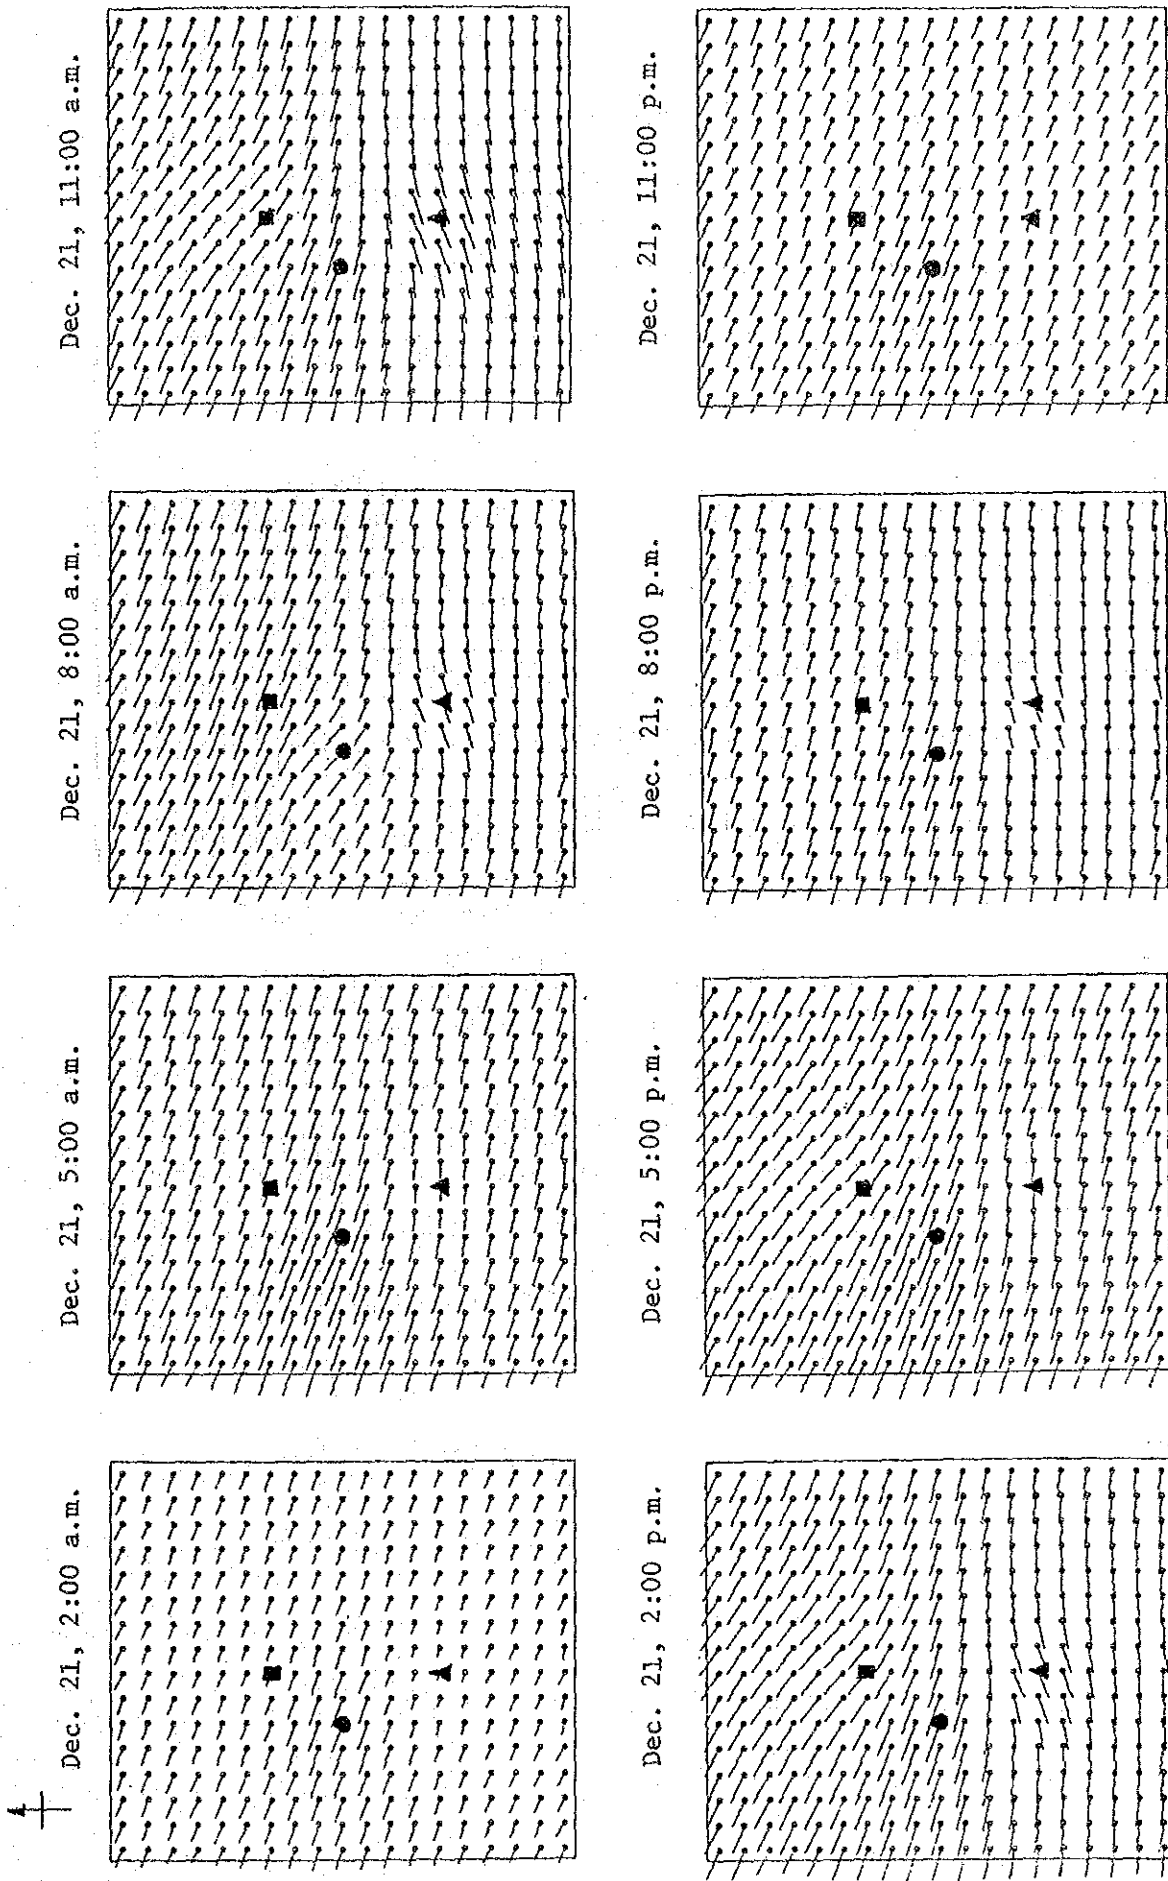 Dec. 21, 2:00 a.m.
Dec. 21, 5:00 a.m.
Dec. 21, 8:00 a.m.
Dec. 21, 11:00 a.m.
Dec. 21, 2:00 p.m.
Dec. 21, 5:00 p.m.
Dec. 21, 8:00 p.m.
Dec. 21, 11:00 p.m.